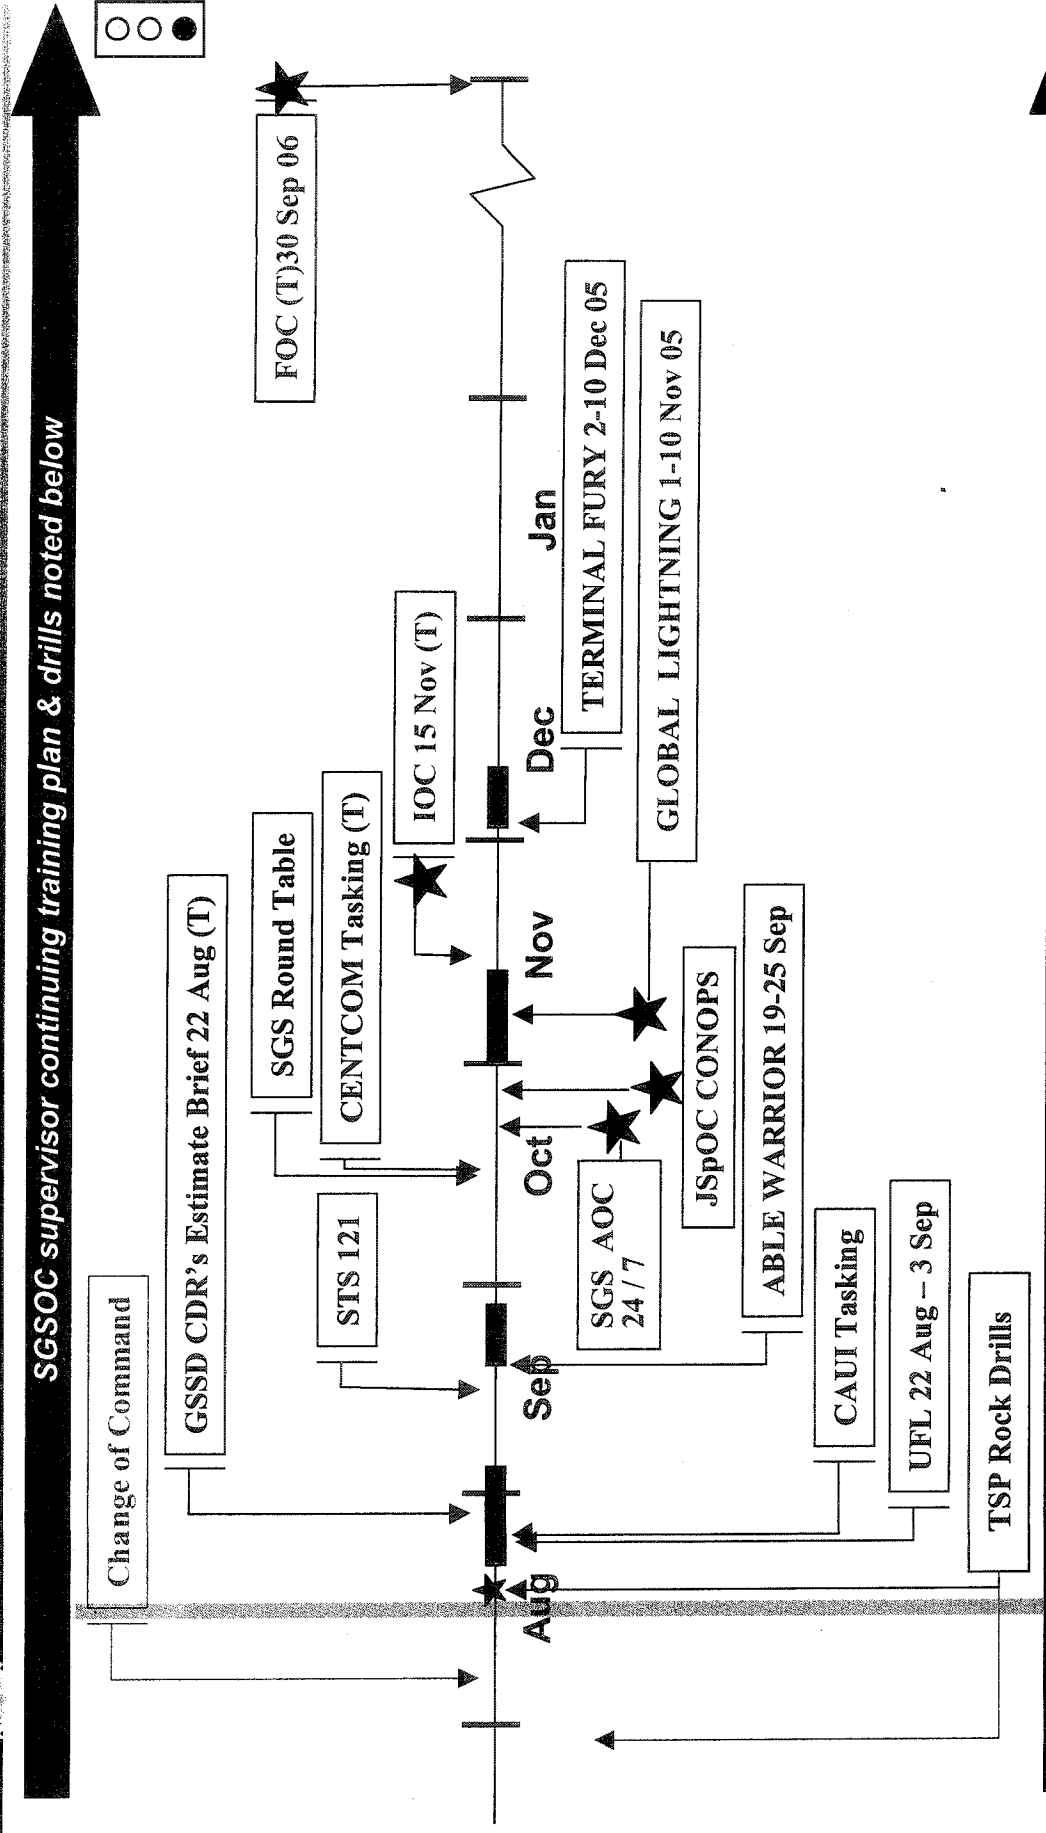 SGSOC supervisor continuing training plan & drills noted below
Change of Command
GSSD CDR's Estimate Brief 22 Aug (T)
SGS Round Table
FOC (T)30 Sep 06
STS 121
CENTCOM Tasking (T)
IOC 15 Nov (T)
Aug
Sep
Oct
Nov
Dec
Jan
SGS AOC
24 / 7
TERMINAL FURY 2-10 Dec 05
GLOBAL LIGHTNING 1-10 Nov 05
JSpOC CONOPS
ABLE WARRIOR 19-25 Sep
CAUI Tasking
UFL 22 Aug – 3 Sep
TSP Rock Drills